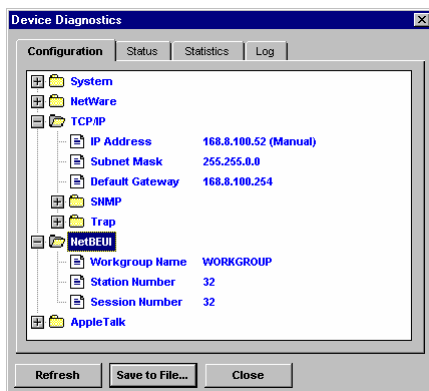 Device Diagnostics
Configuration Status Statistics Log
System
NetWare
TCP/IP
IP Address 168.8.100.52 (Manual)
Subnet Mask 255.255.0.0
Default Gateway 168.8.100.254
SNMP
Trap
NetBEUI
Workgroup Name WORKGROUP
Station Number 32
Session Number 32
AppleTalk
Refresh Save to File... Close